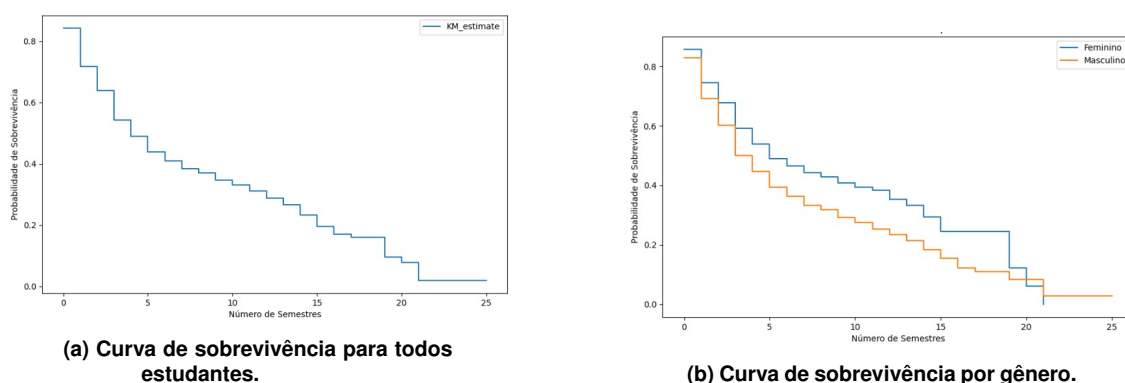 KM_estimate
0.8
0.6
0.4
0.2
0.0
Probabilidade de Sobrevivência
0 5 10 15 20 25
Número de Semestres
(a) Curva de sobrevivência para todos
estudantes.
Feminino
Masculino
0.8
0.6
0.4
0.2
0.0
Probabilidade de Sobrevivência
0 5 10 15 20 25
Número de Semestres
(b) Curva de sobrevivência por gênero.